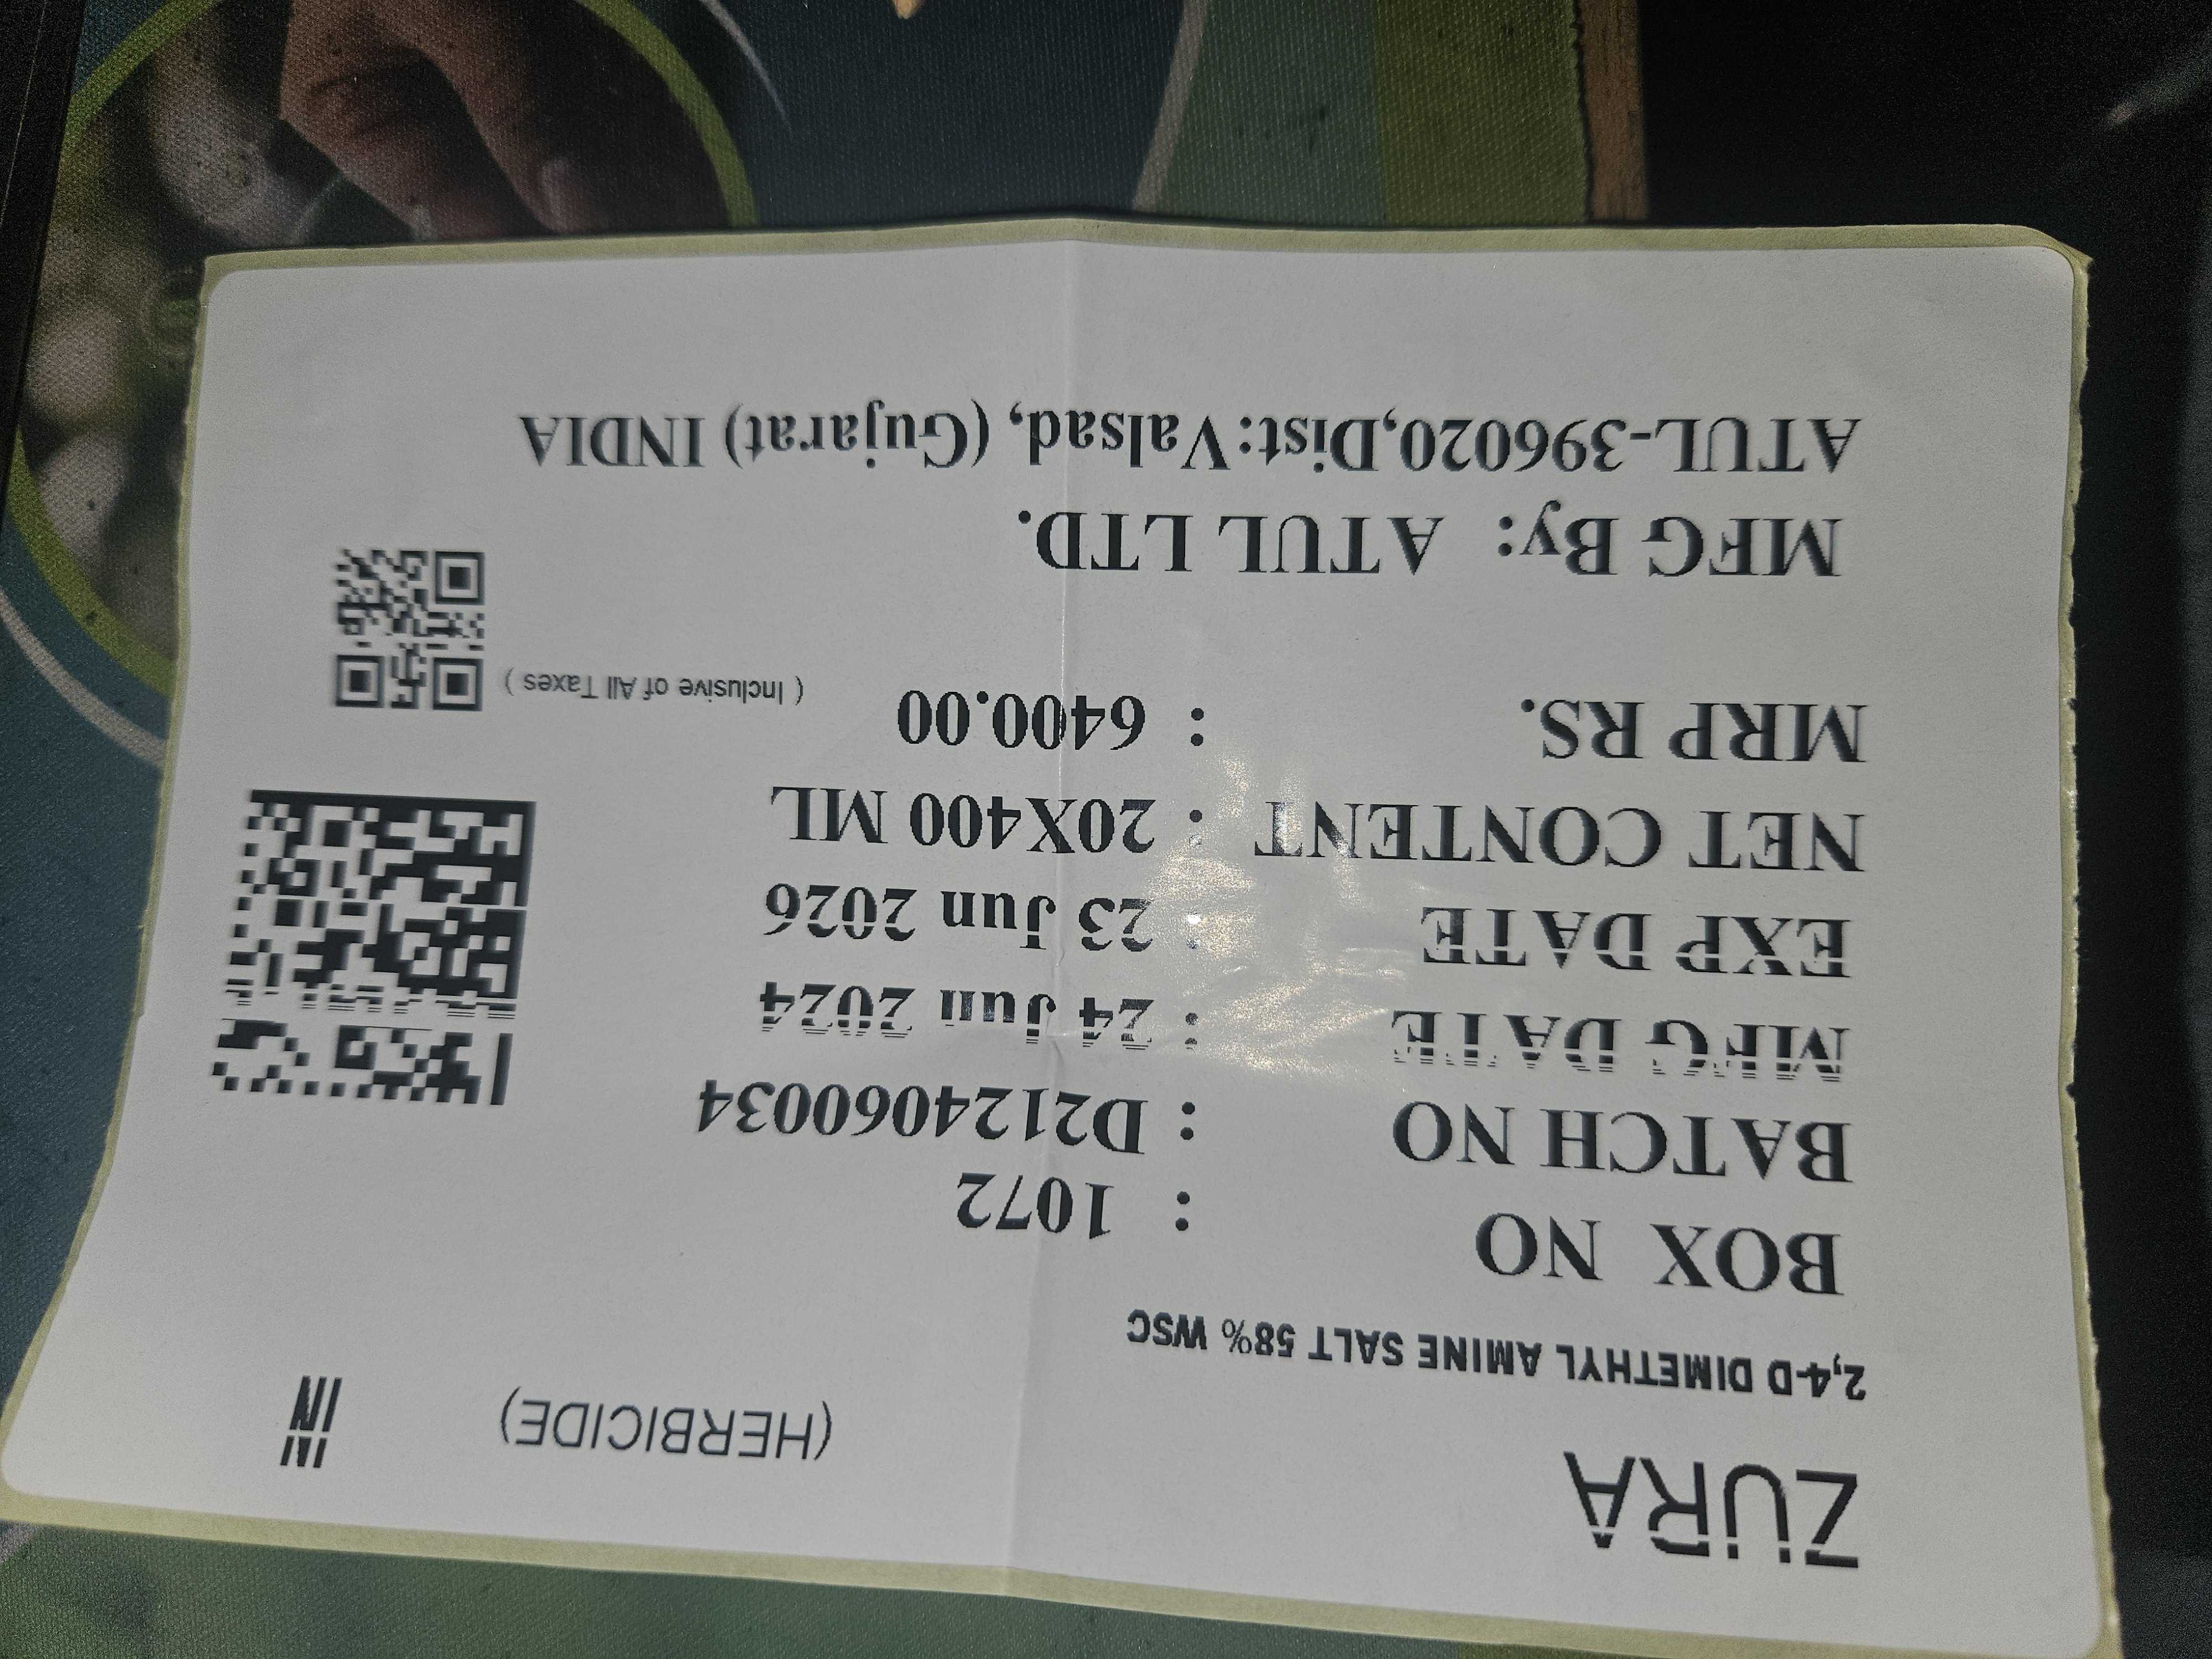 ZURA
(HERBICIDE)
2,4-D DIMETHYL AMINE SALT 58% WSC
BOX NO : 1072
BATCH NO : D2124060034
MFG DATE : 24 Jun 2024
EXP DATE : 23 Jun 2026
NET CONTENT : 20X400 ML
MRP RS. : 6400.00 ( Inclusive of All Taxes )
MFG By: ATUL LTD.
ATUL-396020,Dist:Valsad, (Gujarat) INDIA